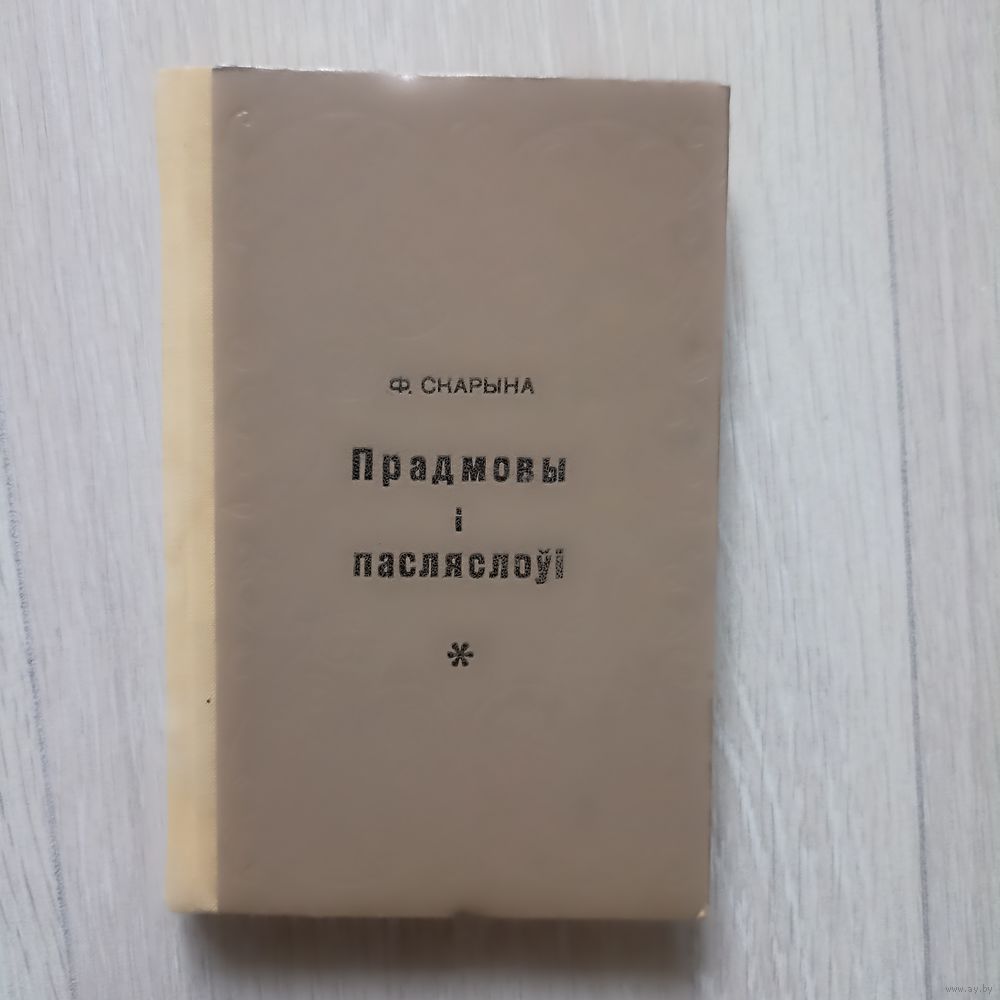 Ф. СКАРЫНА
Прадмовы
і
пасляслоўі
*
www.ay.by